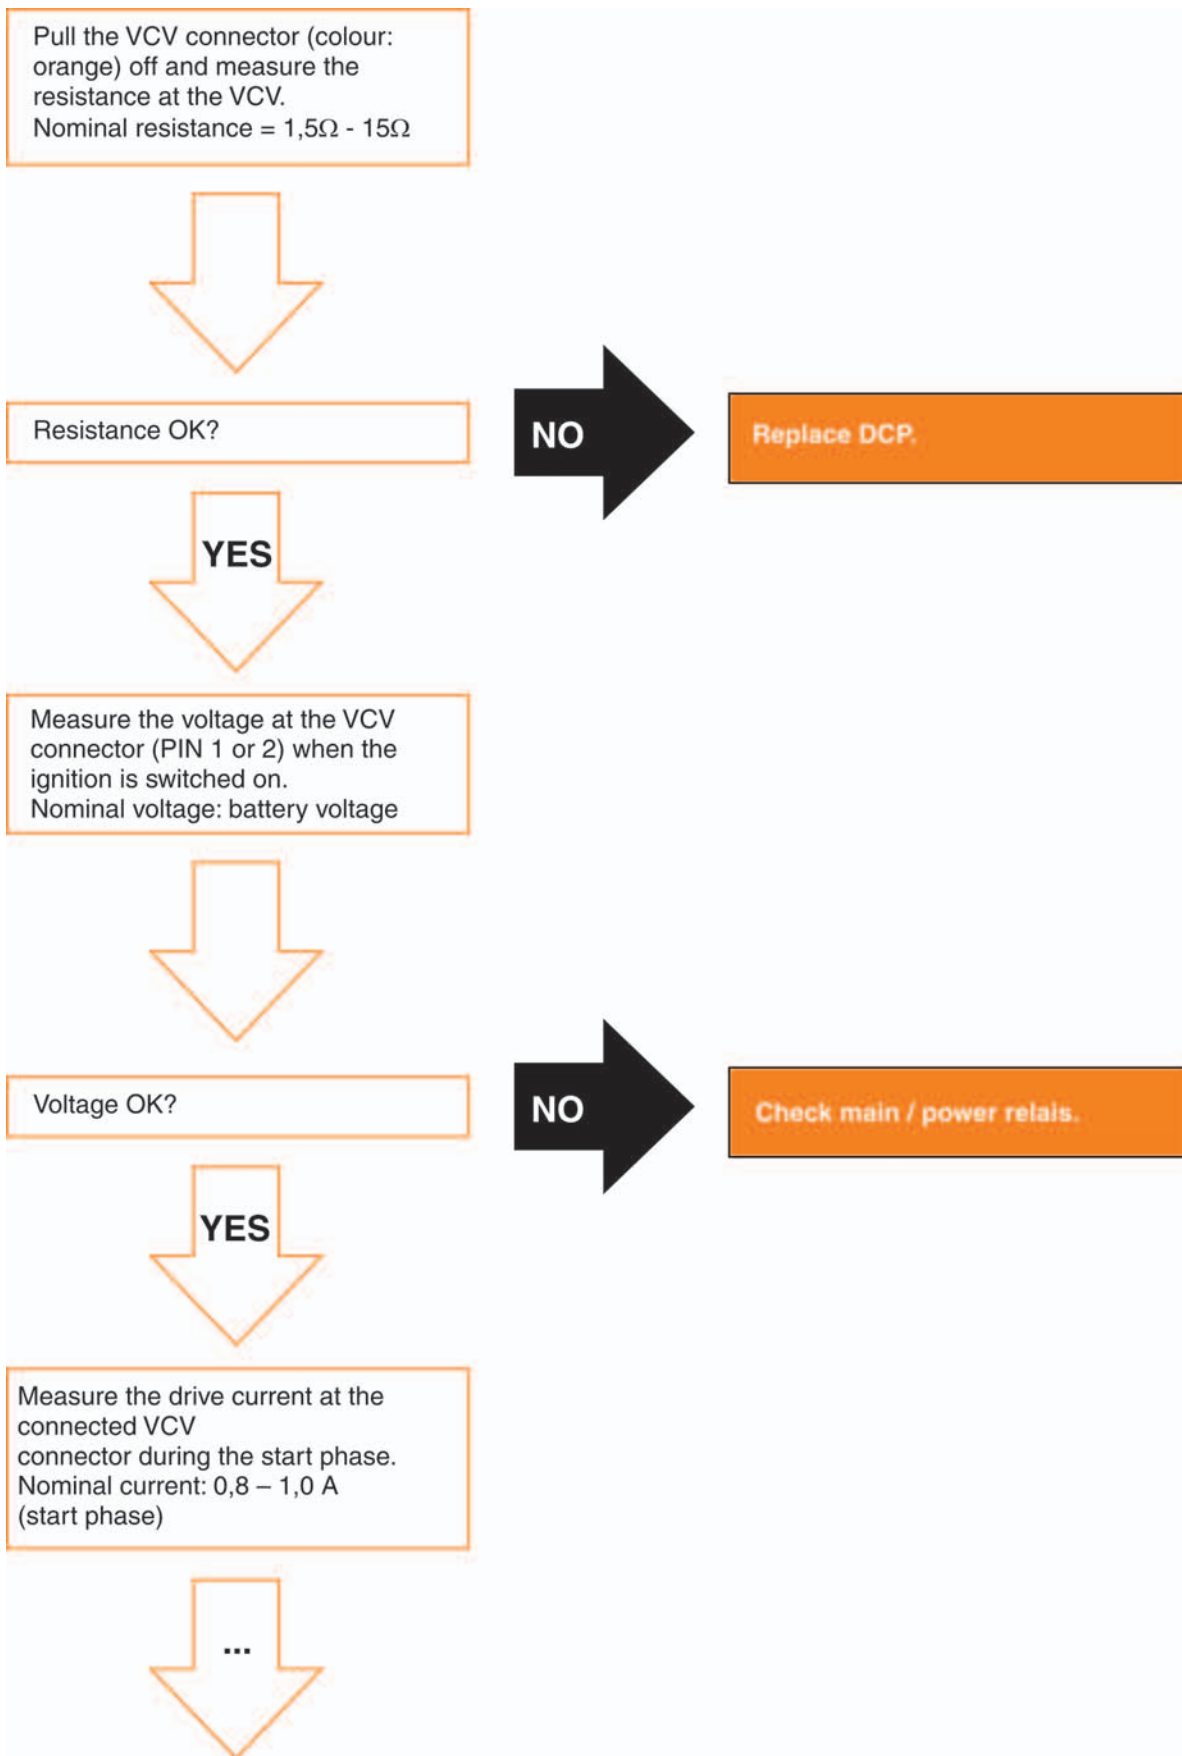 Pull the VCV connector (colour:
orange) off and measure the
resistance at the VCV.
Nominal resistance = 1,5Ω - 15Ω
Resistance OK?
NO
Replace DCP.
YES
Measure the voltage at the VCV
connector (PIN 1 or 2) when the
ignition is switched on.
Nominal voltage: battery voltage
Voltage OK?
NO
Check main / power relais.
YES
Measure the drive current at the
connected VCV
connector during the start phase.
Nominal current: 0,8 – 1,0 A
(start phase)
...